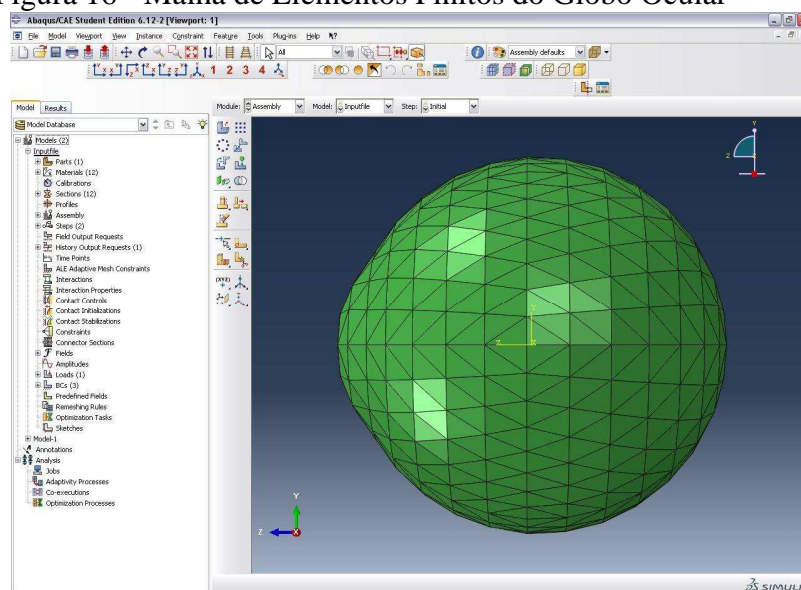 Figura 16 - Malha de Elementos Finitos do Globo Ocular
Abaqus/CAE Student Edition 6.12-2 [Viewport: 1]
File Model Viewport View Instance Constraint Feature Tools Plug-ins Help
All
Assembly defaults
1 2 3 4
Model Results
Module: Assembly Model: Inputfile Step: Initial
Model Database
Models (2)
Inputfile
Parts (1)
Materials (12)
Calibrations
Sections (12)
Profiles
Assembly
Steps (2)
Field Output Requests
History Output Requests (1)
Time Points
ALE Adaptive Mesh Constraints
Interactions
Interaction Properties
Contact Controls
Contact Initializations
Contact Stabilizations
Constraints
Connector Sections
Fields
Amplitudes
Loads (1)
BCs (3)
Predefined Fields
Remeshing Rules
Optimization Tasks
Sketches
Model-1
Annotations
Analysis
Jobs
Adaptivity Processes
Co-executions
Optimization Processes
(XYZ)
Y
Z
Y
Z
X
Y
Z
X
SIMULI